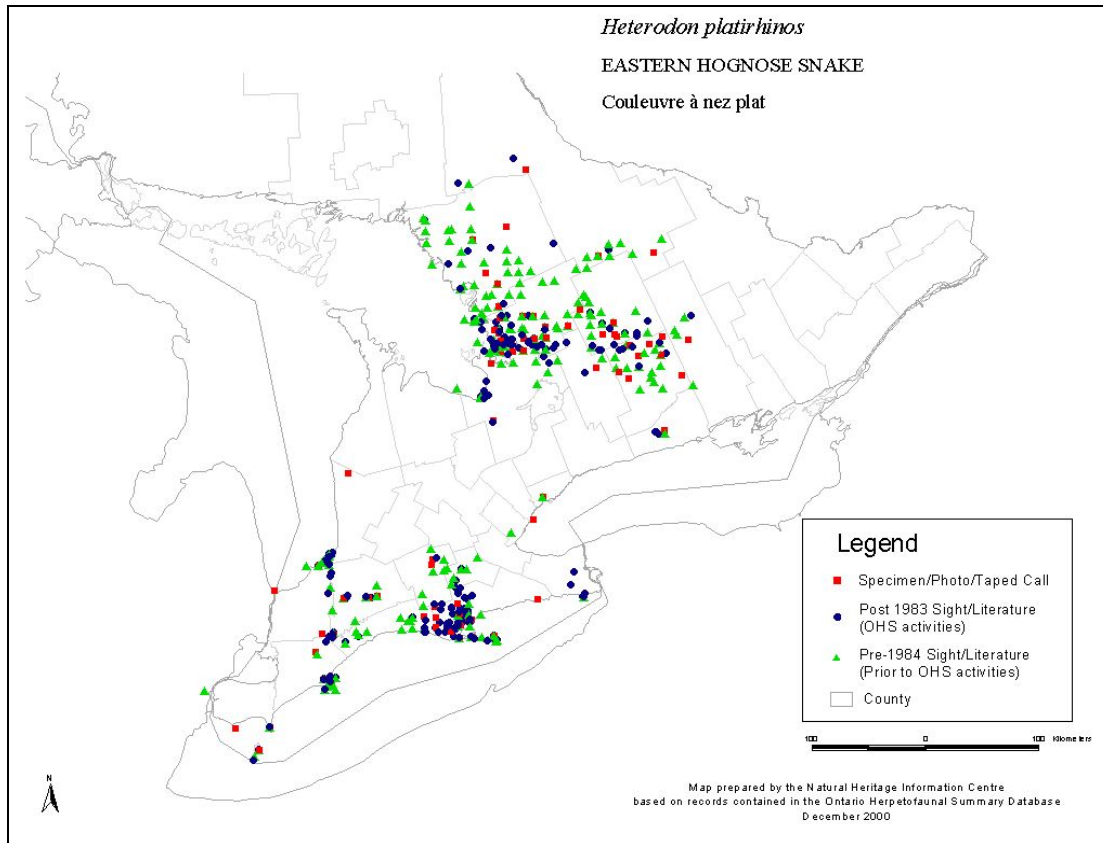 Heterodon platirhinos
EASTERN HOGNOSE SNAKE
Couleuvre à nez plat
Legend
Specimen/Photo/Taped Call
Post 1983 Sight/Literature
(OHS activities)
Pre-1984 Sight/Literature
(Prior to OHS activities)
County
100 0 100 Kilometers
N
Map prepared by the Natural Heritage Information Centre
based on records contained in the Ontario Herpetofaunal Summary Database
December 2000